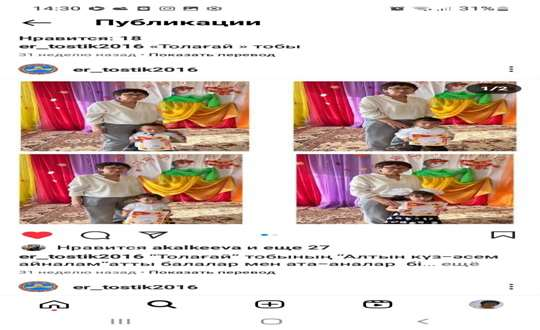 14:30
31%
Публикации
Нравится: 18
er_tostik2016 «Толағай » тобы
31 неделю назад · Показать перевод
er_tostik2016
1/2
Нравится akalkeeva и еще 27
er_tostik2016 "Толағай" тобының "Алтын күз-әсем
айналам"атты балалар мен ата-аналар бі... ещё
31 неделю назад · Показать перевод
er_tostik2016